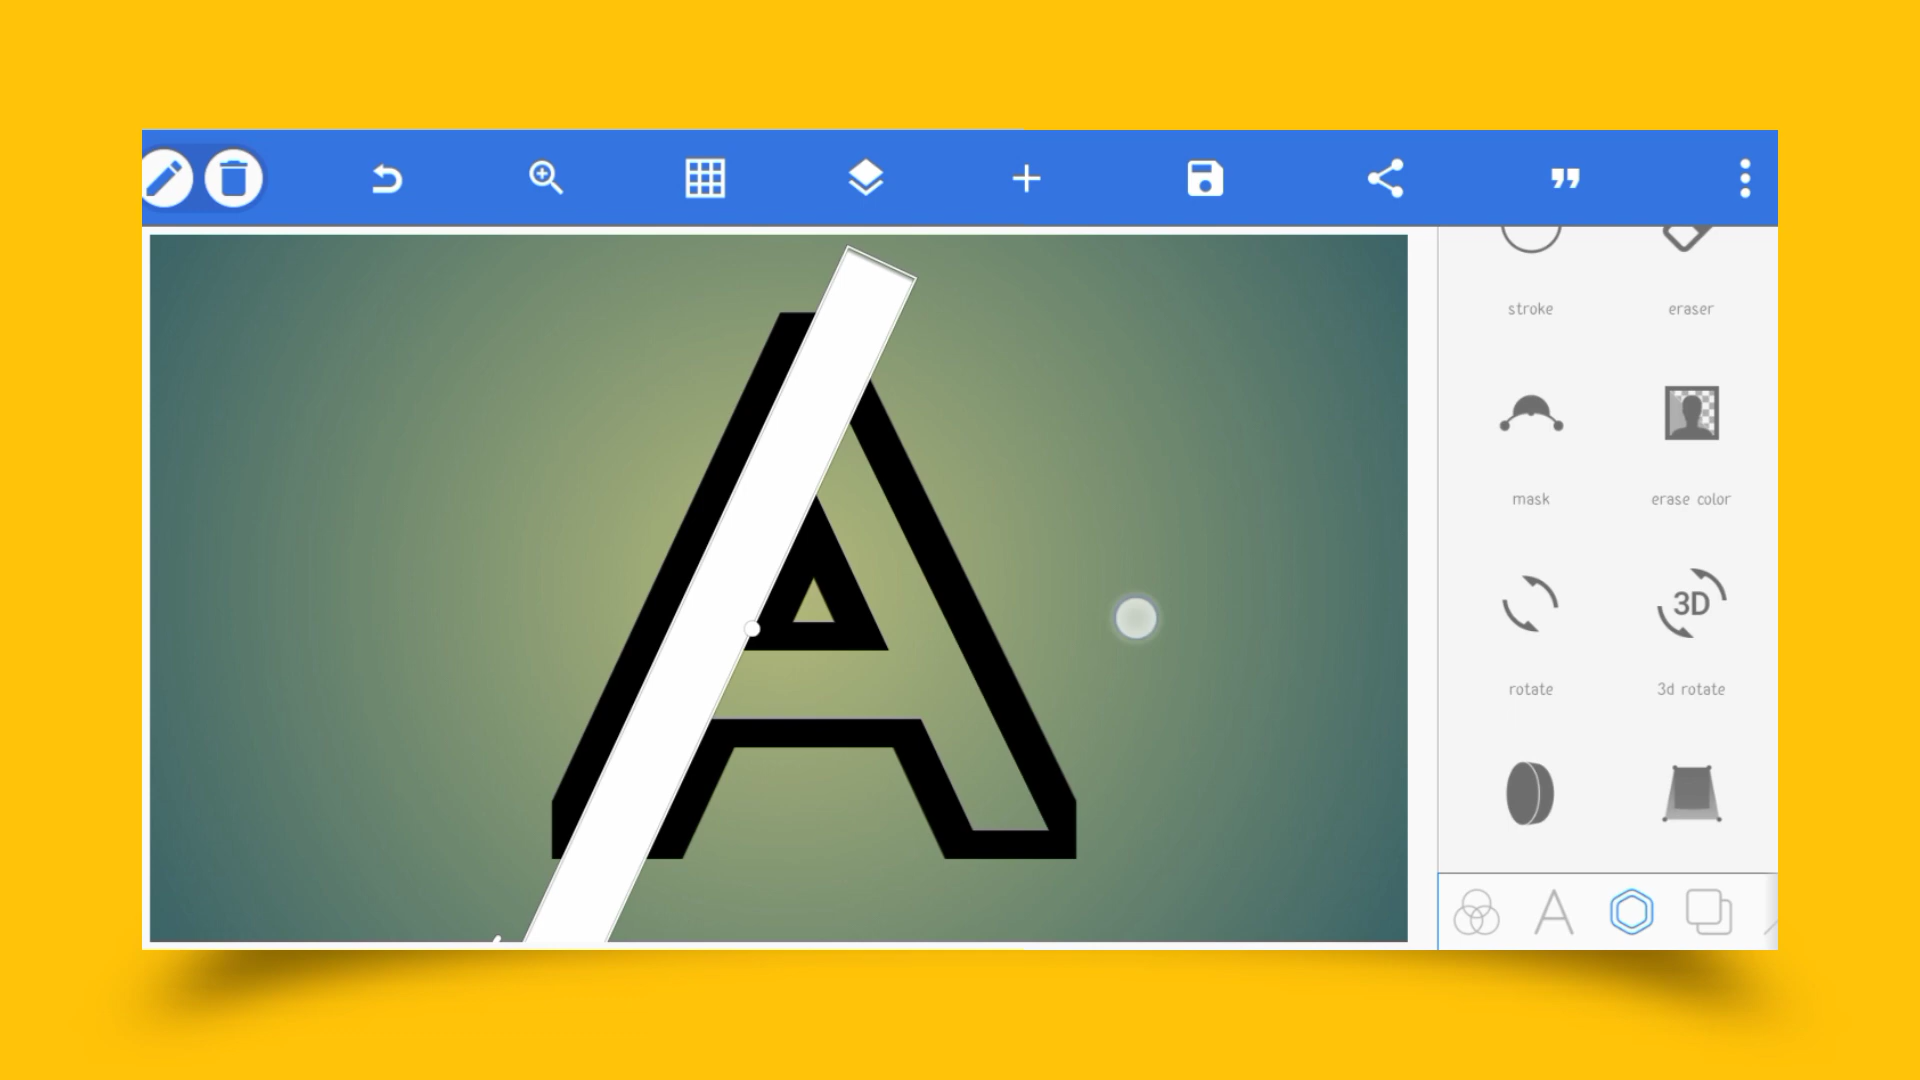 stroke eraser
A
mask erase color
3D
rotate 3d rotate
A